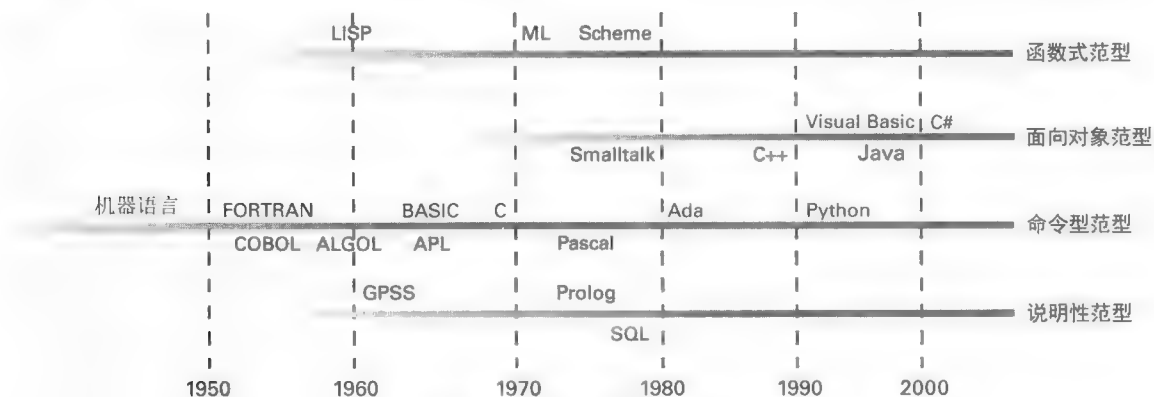 LISP ML Scheme
函数式范型
Visual Basic C#
面向对象范型
Smalltalk C++ Java
机器语言 FORTRAN BASIC C Ada Python
命令型范型
COBOL ALGOL APL Pascal
GPSS Prolog
说明性范型
SQL
1950 1960 1970 1980 1990 2000